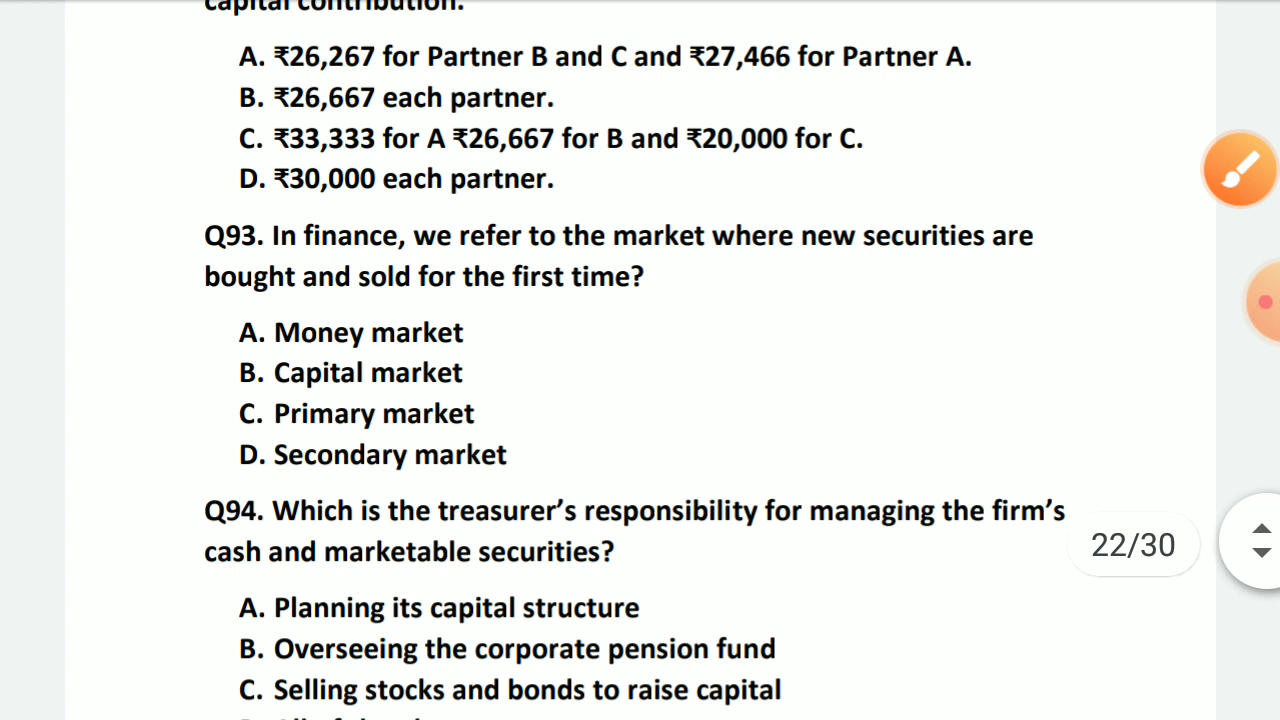 capital contribution.
A. ₹26,267 for Partner B and C and ₹27,466 for Partner A.
B. ₹26,667 each partner.
C. ₹33,333 for A ₹26,667 for B and ₹20,000 for C.
D. ₹30,000 each partner.
Q93. In finance, we refer to the market where new securities are
bought and sold for the first time?
A. Money market
B. Capital market
C. Primary market
D. Secondary market
Q94. Which is the treasurer’s responsibility for managing the firm’s
cash and marketable securities?
22/30
A. Planning its capital structure
B. Overseeing the corporate pension fund
C. Selling stocks and bonds to raise capital